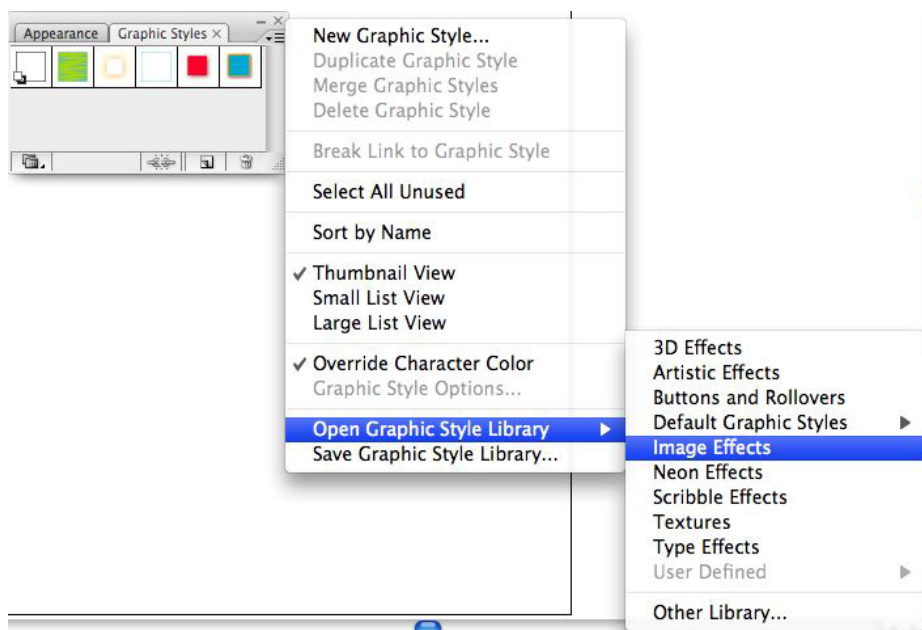 Appearance Graphic Styles ×
New Graphic Style...
Duplicate Graphic Style
Merge Graphic Styles
Delete Graphic Style
Break Link to Graphic Style
Select All Unused
Sort by Name
✓ Thumbnail View
Small List View
Large List View
✓ Override Character Color
Graphic Style Options...
Open Graphic Style Library
Save Graphic Style Library...
3D Effects
Artistic Effects
Buttons and Rollovers
Default Graphic Styles
Image Effects
Neon Effects
Scribble Effects
Textures
Type Effects
User Defined
Other Library...